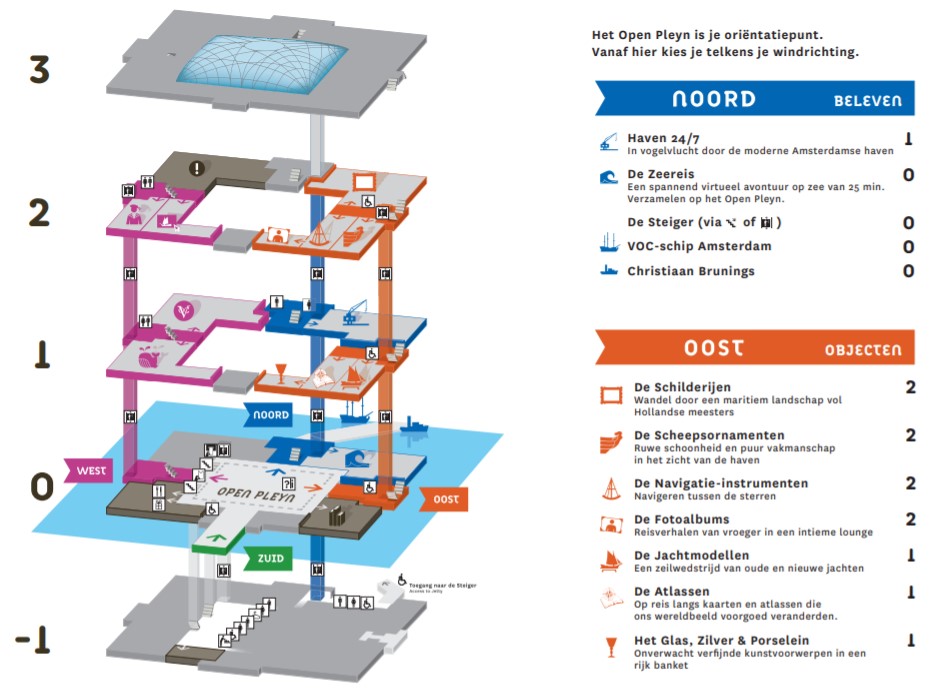 3
2
1
0
-1
NOORD
WEST
OPEN PLEYN
OOST
ZUID
Toegang naar de Steiger
Access to Jetty
Het Open Pleyn is je oriëntatiepunt.
Vanaf hier kies je telkens je windrichting.
NOORD BELEVEN
Haven 24/7 1
In vogelvlucht door de moderne Amsterdamse haven
De Zeereis 0
Een spannend virtueel avontuur op zee van 25 min.
Verzamelen op het Open Pleyn.
De Steiger (via of ) 0
VOC-schip Amsterdam 0
Christiaan Brunings 0
OOST OBJECTEN
De Schilderijen 2
Wandel door een maritiem landschap vol
Hollandse meesters
De Scheepsornamenten 2
Ruwe schoonheid en puur vakmanschap
in het zicht van de haven
De Navigatie-instrumenten 2
Navigeren tussen de sterren
De Fotoalbums 2
Reisverhalen van vroeger in een intieme lounge
De Jachtmodellen 1
Een zeilwedstrijd van oude en nieuwe jachten
De Atlassen 1
Op reis langs kaarten en atlassen die
ons wereldbeeld voorgoed veranderden.
Het Glas, Zilver & Porselein 1
Onverwacht verfijnde kunstvoorwerpen in een
rijk banket